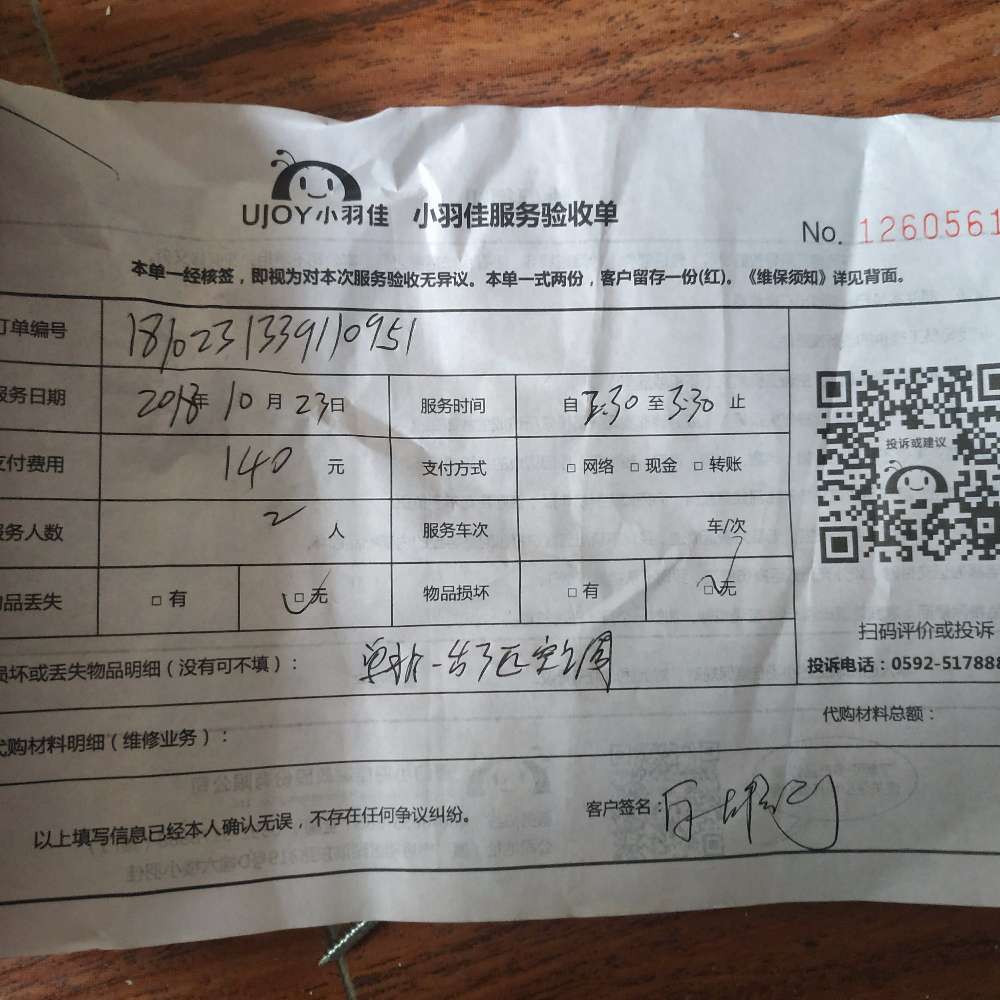 UJOY小羽佳 小羽佳服务验收单
No. 1260561
本单一经核签，即视为对本次服务验收无异议。本单一式两份，客户留存一份(红)。《维保须知》详见背面。
订单编号 1810231339110951
服务日期 2018年10月23日 服务时间 自 :30 至 3:30 止
支付费用 140 元 支付方式 □ 网络 □ 现金 □ 转账
投诉或建议
服务人数 2 人 服务车次 车/次
物品丢失 □ 有 □ 无 物品损坏 □ 有 □ 无
扫码评价或投诉
损坏或丢失物品明细（没有可不填）： 空调
投诉电话：0592-517888
代购材料明细（维修业务）： 代购材料总额：
以上填写信息已经本人确认无误，不存在任何争议纠纷。 客户签名：